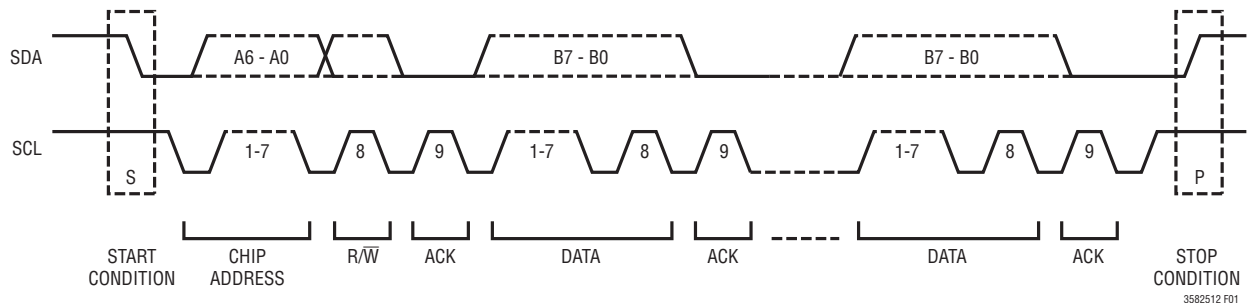 SDA
A6 - A0
B7 - B0
B7 - B0
SCL
S
1-7
8
9
1-7
8
9
1-7
8
9
P
START
CONDITION
CHIP
ADDRESS
R/W̅
ACK
DATA
ACK
DATA
ACK
STOP
CONDITION
3582512 F01